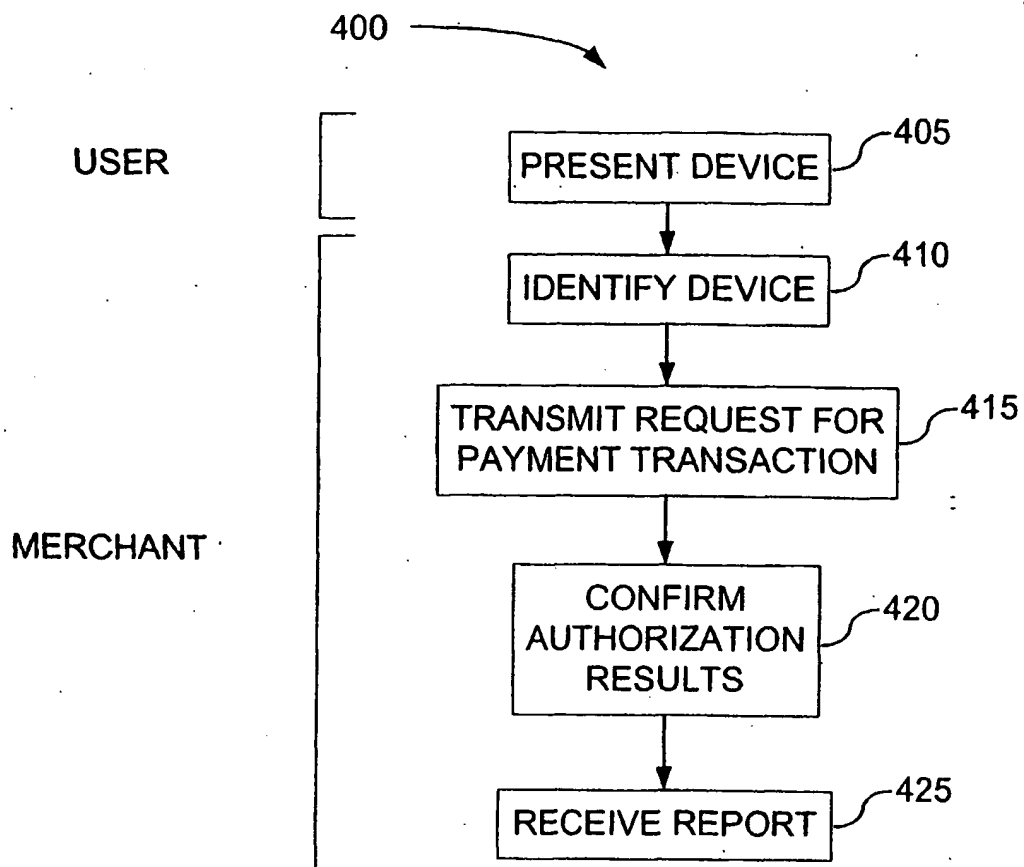 400
USER
PRESENT DEVICE
405
IDENTIFY DEVICE
410
TRANSMIT REQUEST FOR
PAYMENT TRANSACTION
415
MERCHANT
CONFIRM
AUTHORIZATION
RESULTS
420
RECEIVE REPORT
425